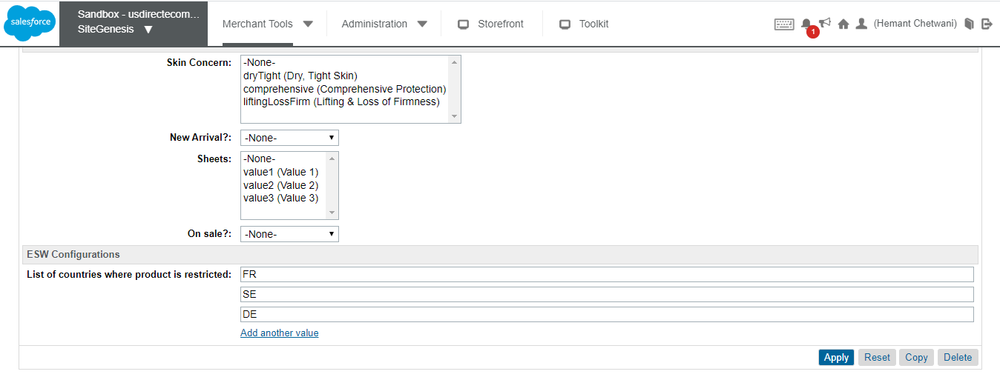 salesforce
Sandbox - usdirectecom...
SiteGenesis
Merchant Tools
Administration
Storefront
Toolkit
1
(Hemant Chetwani)
Skin Concern:
-None-
dryTight (Dry, Tight Skin)
comprehensive (Comprehensive Protection)
liftingLossFirm (Lifting & Loss of Firmness)
New Arrival?:
-None-
Sheets:
-None-
value1 (Value 1)
value2 (Value 2)
value3 (Value 3)
On sale?:
-None-
ESW Configurations
List of countries where product is restricted:
FR
SE
DE
Add another value
Apply
Reset
Copy
Delete